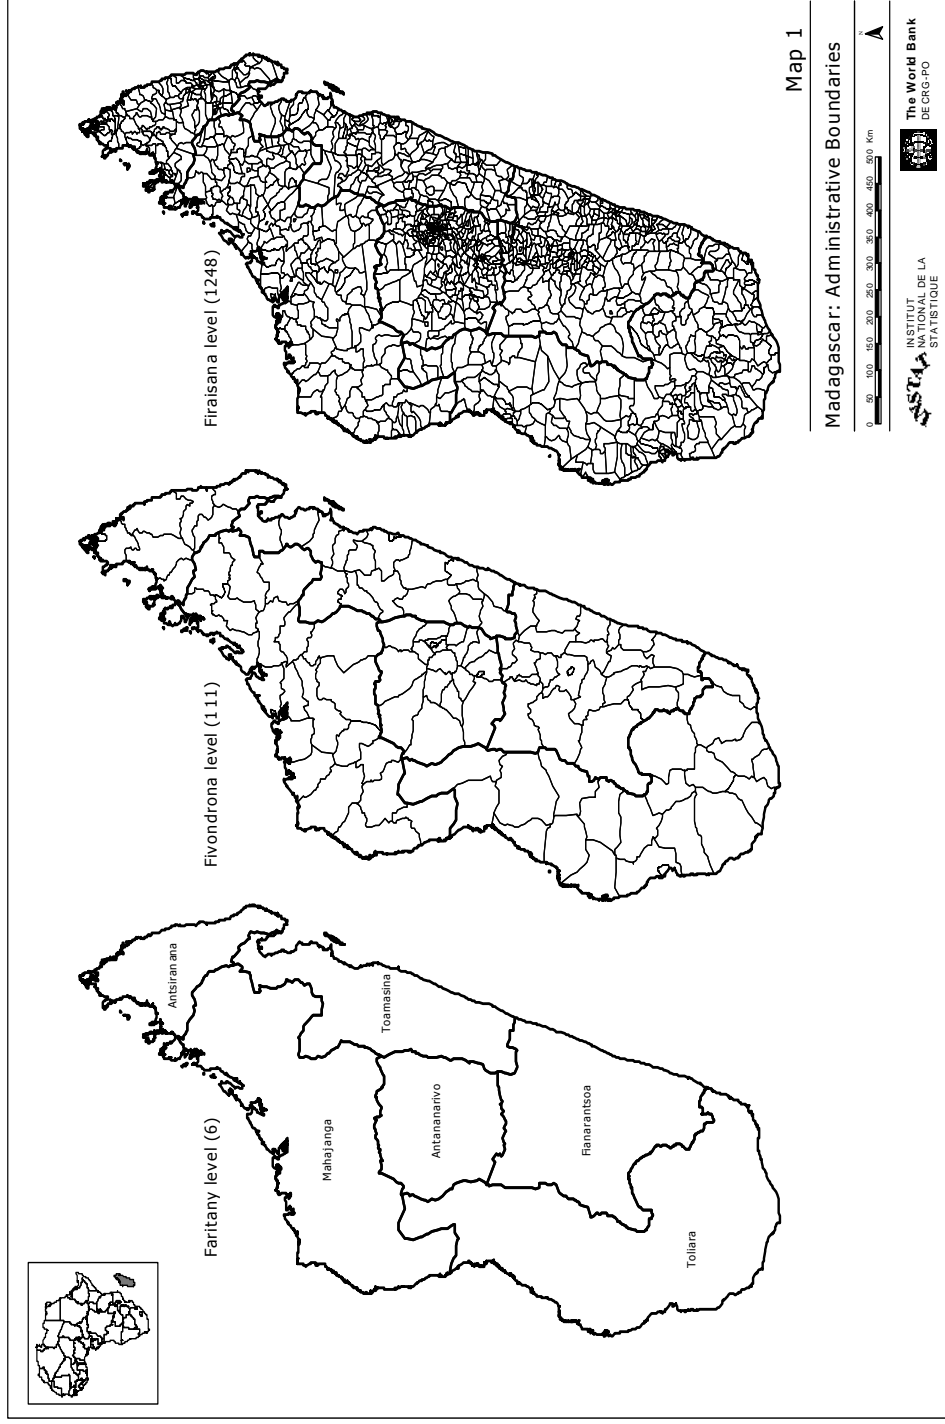 Map 1
Madagascar: Administrative Boundaries
Faritany level (6)
Antsiranana
Mahajanga
Toamasina
Antananarivo
Fianarantsoa
Toliara
Fivondrona level (111)
Firaisana level (1248)
N
0 50 100 150 200 250 300 350 400 450 500 Km
INSTAT
INSTITUT
NATIONAL DE LA
STATISTIQUE
The World Bank
DECRG-PO